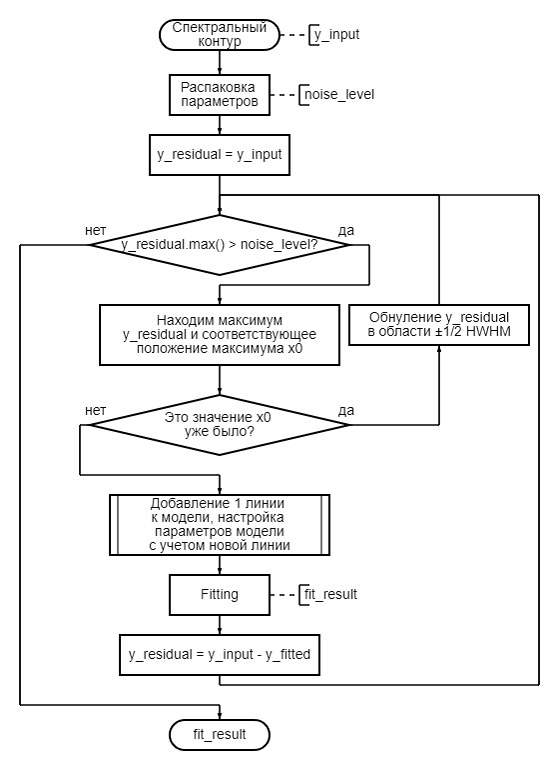 Спектральный
контур
y_input
Распаковка
параметров
noise_level
y_residual = y_input
нет
да
y_residual.max() > noise_level?
Находим максимум
y_residual и соответствующее
положение максимума x0
Обнуление y_residual
в области ±1/2 HWHM
нет
да
Это значение x0
уже было?
Добавление 1 линии
к модели, настройка
параметров модели
с учетом новой линии
Fitting
fit_result
y_residual = y_input - y_fitted
fit_result